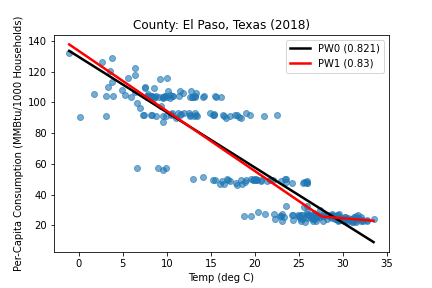 County: El Paso, Texas (2018)
PW0 (0.821)
PW1 (0.83)
Per-Capita Consumption (MMBtu/1000 Households)
140
120
100
80
60
40
20
0 5 10 15 20 25 30 35
Temp (deg C)